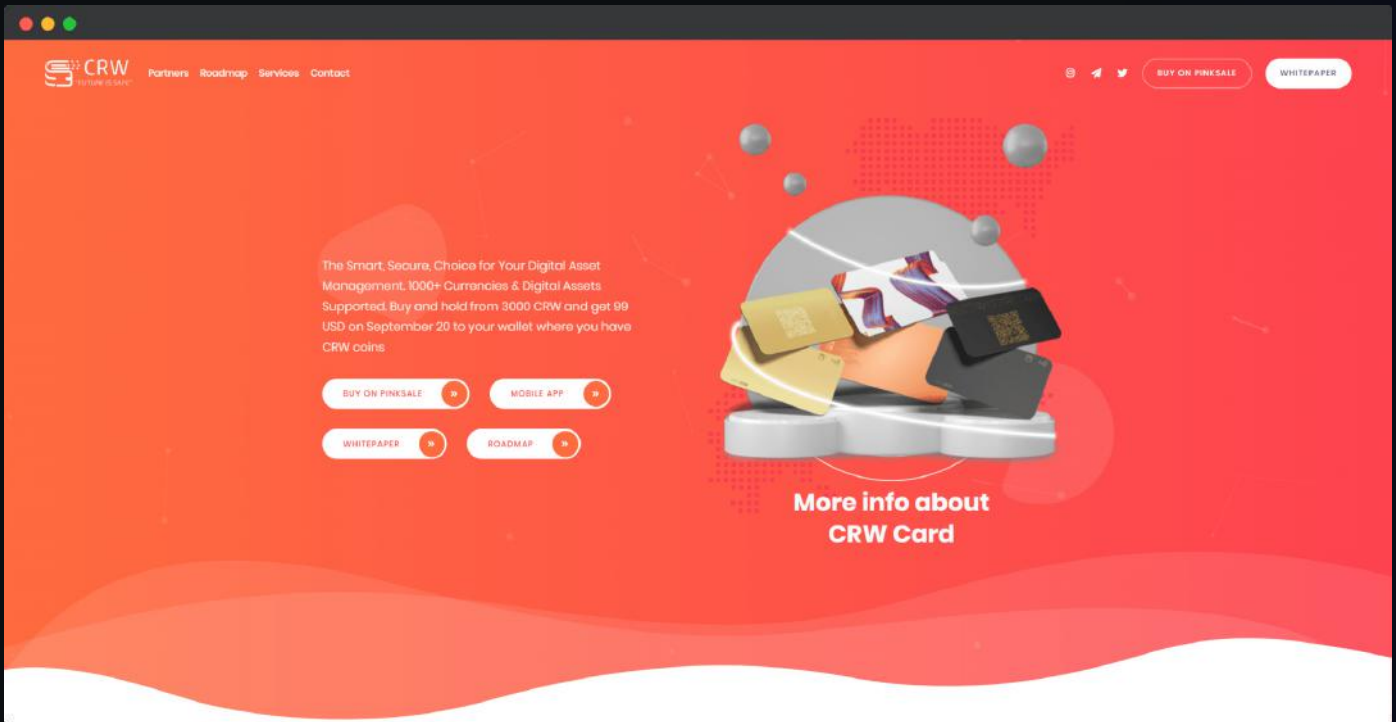 CRW
"FUTURE IS SAFE"
Partners Roadmap Services Contact
BUY ON PINKSALE
WHITEPAPER
The Smart, Secure, Choice for Your Digital Asset
Management. 1000+ Currencies & Digital Assets
Supported. Buy and hold from 3000 CRW and get 99
USD on September 20 to your wallet where you have
CRW coins
BUY ON PINKSALE »
MOBILE APP »
WHITEPAPER »
ROADMAP »
More info about
CRW Card